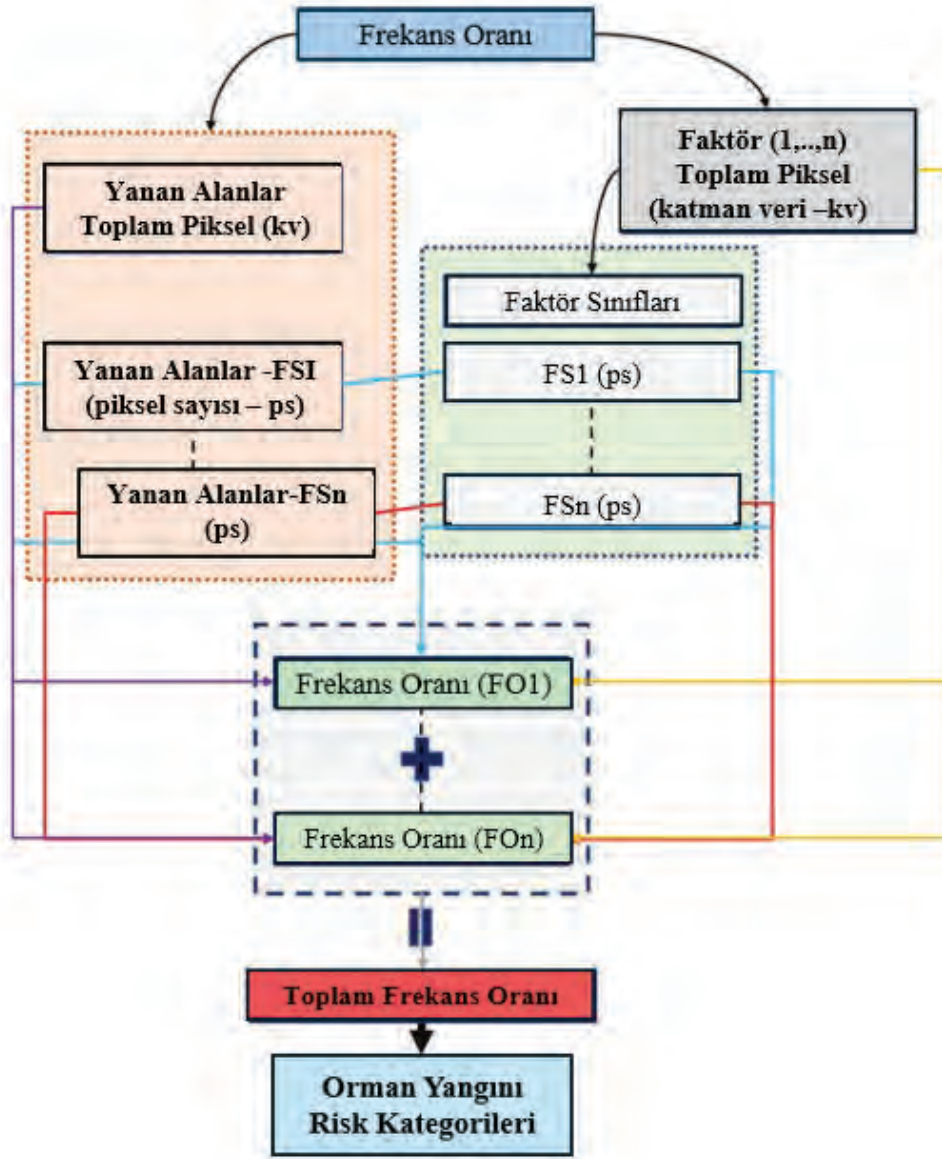 Frekans Oranı
Faktör (1,..,n)
Toplam Piksel
(katman veri –kv)
Yanan Alanlar
Toplam Piksel (kv)
Faktör Sınıfları
Yanan Alanlar -FSI
(piksel sayısı – ps)
FS1 (ps)
Yanan Alanlar-FSn
(ps)
FSn (ps)
Frekans Oranı (FO1)
Frekans Oranı (FOn)
Toplam Frekans Oranı
Orman Yangını
Risk Kategorileri